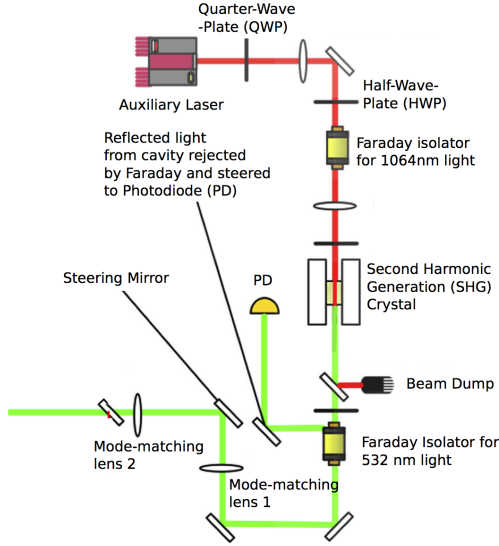 Quarter-Wave
-Plate (QWP)
Auxiliary Laser
Half-Wave-
Plate (HWP)
Reflected light
from cavity rejected
by Faraday and steered
to Photodiode (PD)
Faraday isolator
for 1064nm light
Steering Mirror
PD
Second Harmonic
Generation (SHG)
Crystal
Beam Dump
Mode-matching
lens 2
Faraday Isolator for
532 nm light
Mode-matching
lens 1